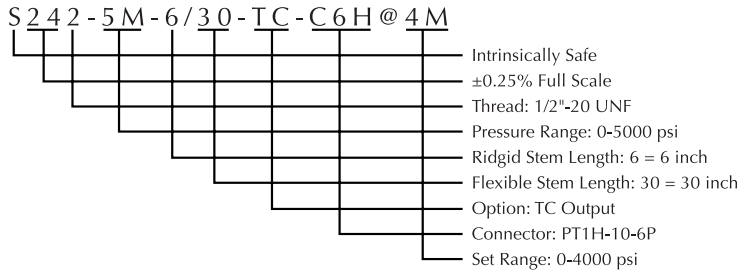 S242-5M-6/30-TC-C6H@4M
Intrinsically Safe
±0.25% Full Scale
Thread: 1/2"-20 UNF
Pressure Range: 0-5000 psi
Ridgid Stem Length: 6 = 6 inch
Flexible Stem Length: 30 = 30 inch
Option: TC Output
Connector: PT1H-10-6P
Set Range: 0-4000 psi